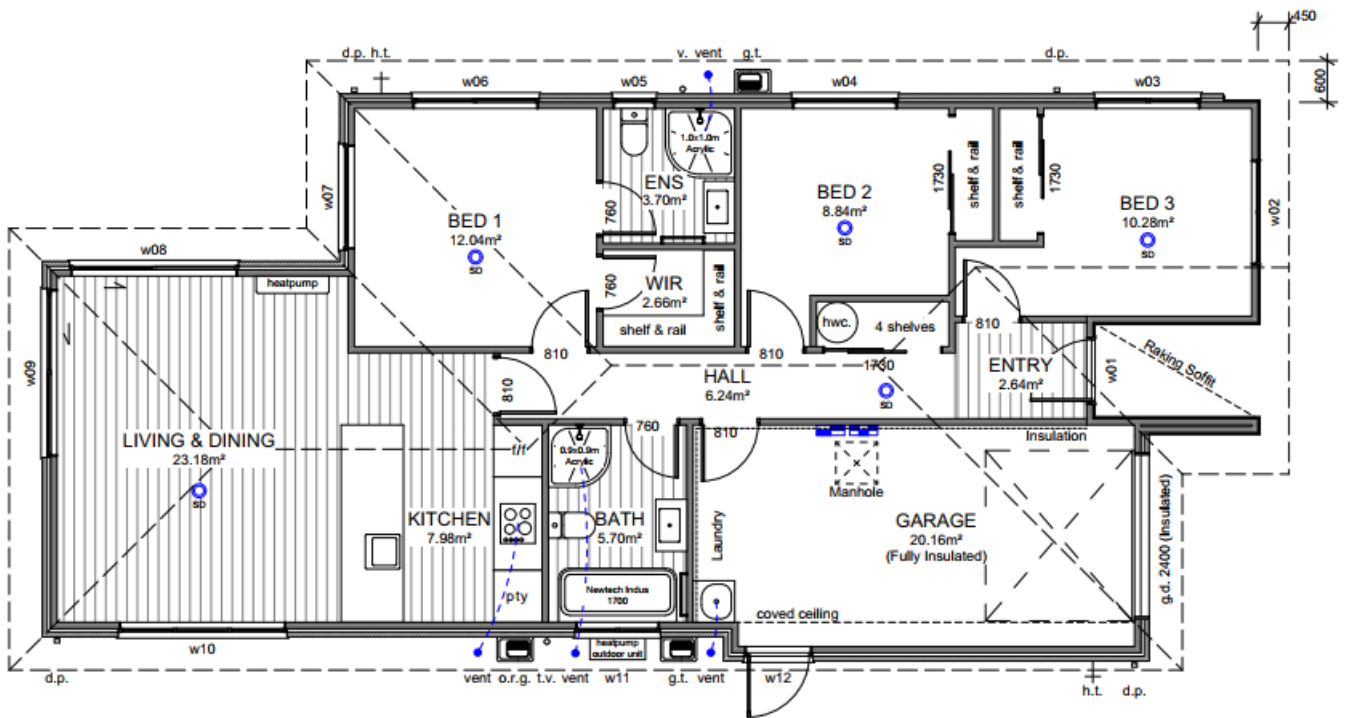 450
d.p. h.t.
v. vent
g.t.
d.p.
600
w06
w05
w04
w03
1.0x1.0m
Acrylic
w07
ENS
3.70m²
BED 1
12.04m²
760
BED 2
8.84m²
1730
shelf & rail
shelf & rail
1730
BED 3
10.28m²
w02
SD
SD
SD
w08
heatpump
WIR
2.66m²
760
shelf & rail
shelf & rail
hwc.
4 shelves
810
810
810
1730
810
HALL
6.24m²
SD
ENTRY
2.64m²
w01
Raking Soffit
w09
LIVING & DINING
23.18m²
SD
760
810
Insulation
f/f
0.9x0.9m
Acrylic
Manhole
KITCHEN
7.98m²
BATH
5.70m²
Laundry
GARAGE
20.16m²
(Fully Insulated)
g.d. 2400 (Insulated)
pty
Newtech Indus
1700
coved ceiling
heatpump
outdoor unit
w10
d.p.
vent o.r.g. t.v. vent w11 g.t. vent w12
h.t. d.p.